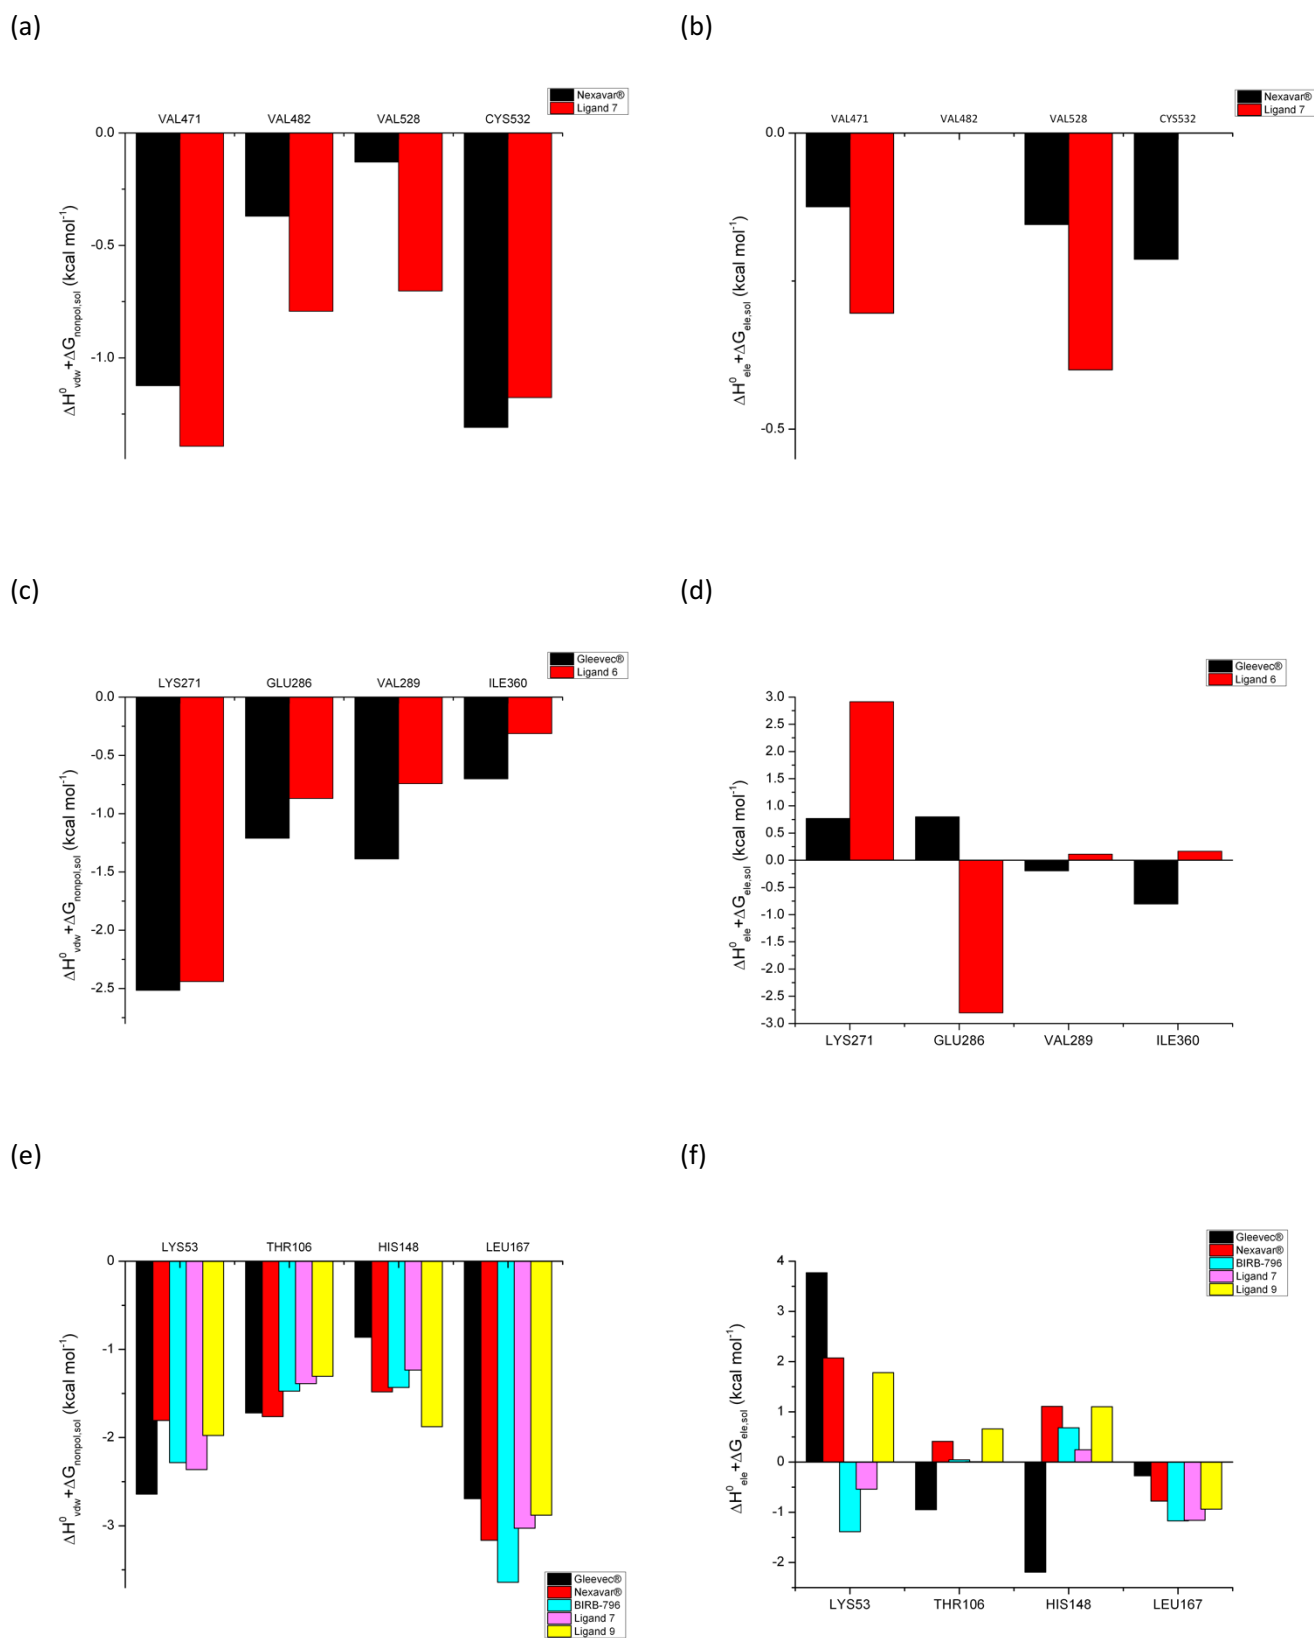 (a)
(b)
Nexavar®
Ligand 7
VAL471 VAL482 VAL528 CYS532
0.0
-0.5
-1.0
ΔH⁰vdw+ΔGnonpol,sol (kcal mol⁻¹)
Nexavar®
Ligand 7
VAL471 VAL482 VAL528 CYS532
0.0
-0.5
ΔH⁰ele+ΔGele,sol (kcal mol⁻¹)
(c)
(d)
Gleevec®
Ligand 6
LYS271 GLU286 VAL289 ILE360
0.0
-0.5
-1.0
-1.5
-2.0
-2.5
ΔH⁰vdw+ΔGnonpol,sol (kcal mol⁻¹)
Gleevec®
Ligand 6
3.0
2.5
2.0
1.5
1.0
0.5
0.0
-0.5
-1.0
-1.5
-2.0
-2.5
-3.0
LYS271 GLU286 VAL289 ILE360
ΔH⁰ele+ΔGele,sol (kcal mol⁻¹)
(e)
(f)
LYS53 THR106 HIS148 LEU167
0
-1
-2
-3
ΔH⁰vdw+ΔGnonpol,sol (kcal mol⁻¹)
Gleevec®
Nexavar®
BIRB-796
Ligand 7
Ligand 9
Gleevec®
Nexavar®
BIRB-796
Ligand 7
Ligand 9
4
3
2
1
0
-1
-2
LYS53 THR106 HIS148 LEU167
ΔH⁰ele+ΔGele,sol (kcal mol⁻¹)